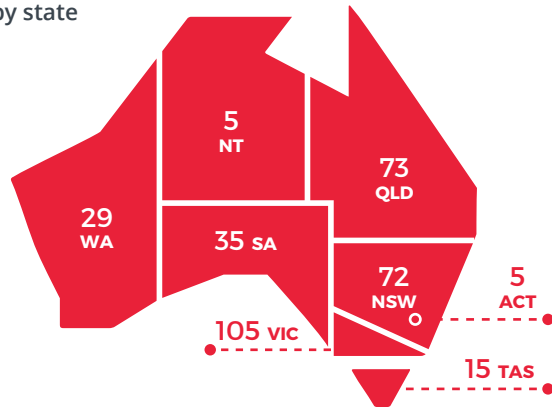 by state
5
NT
73
QLD
29
WA
35 SA
72
NSW
5
ACT
105 VIC
15 TAS